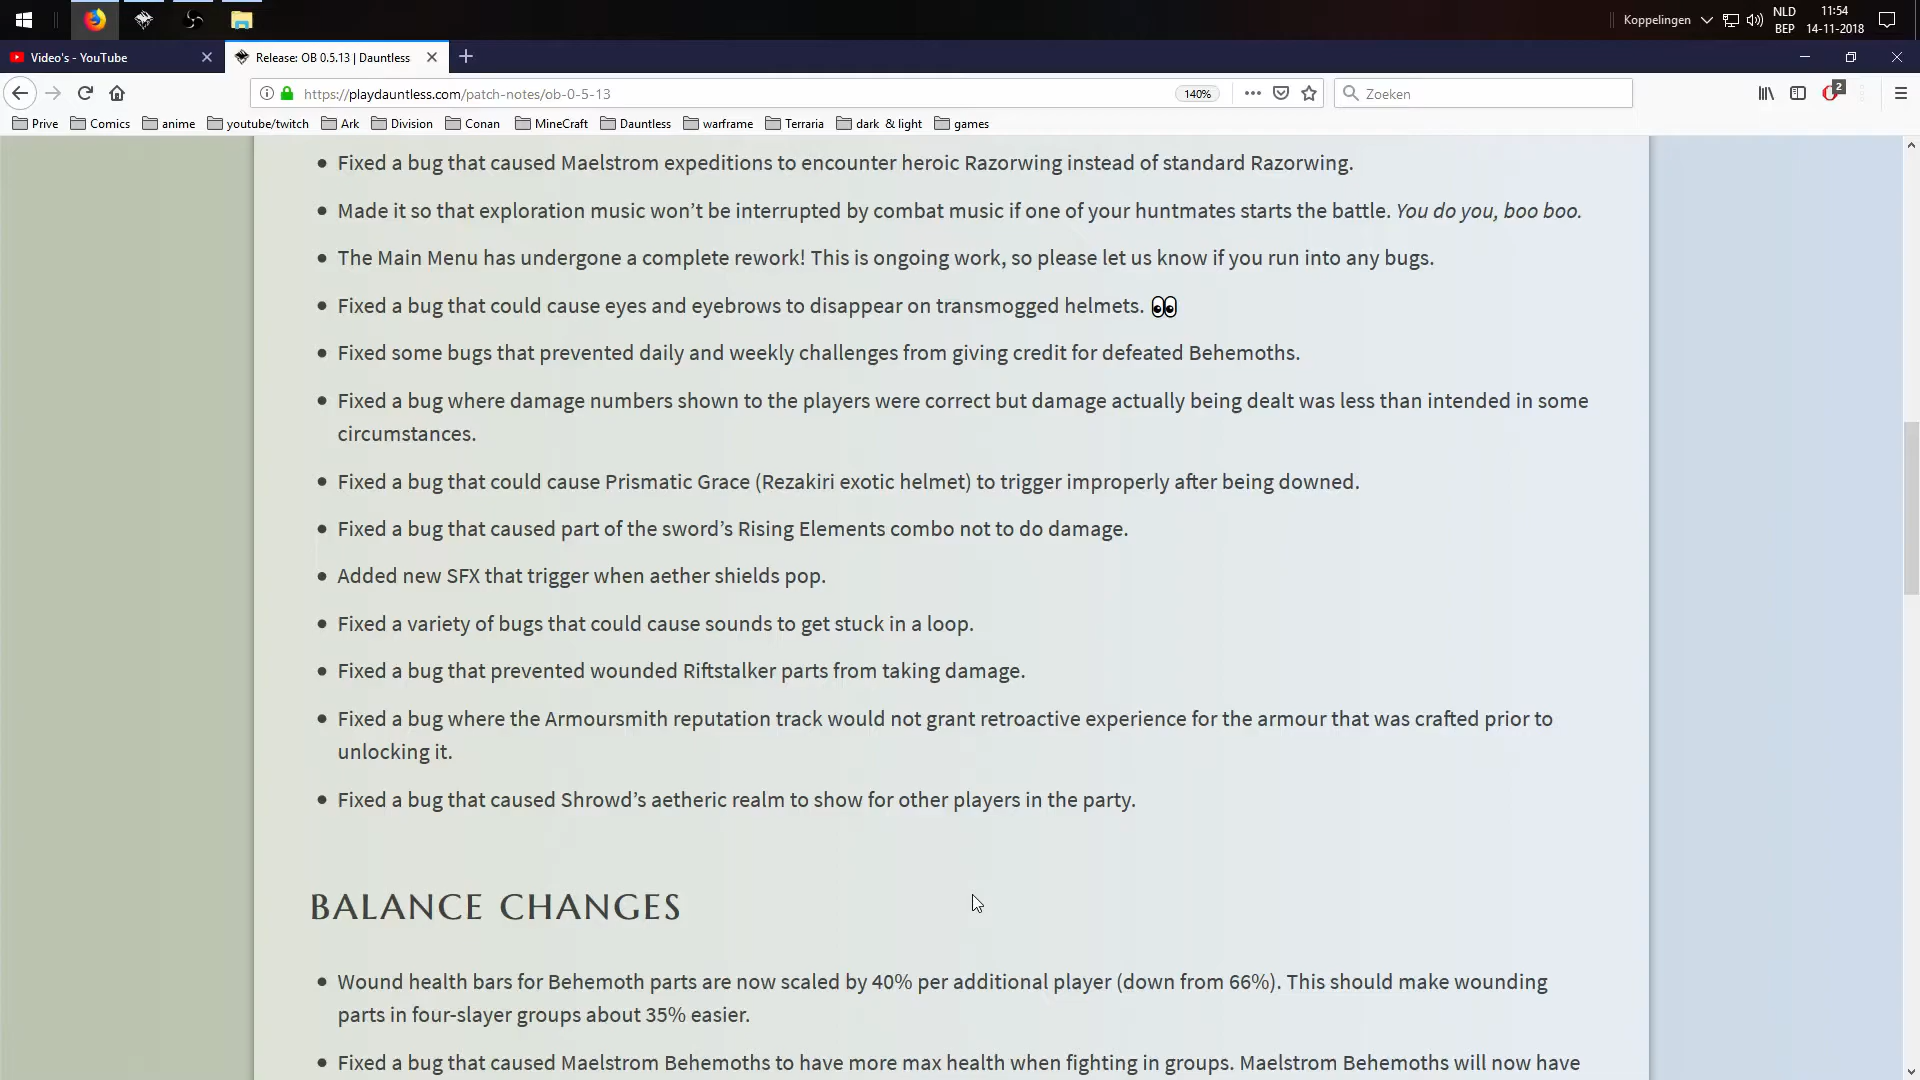 Koppelingen
NLD
BEP
11:54
14-11-2018
Video's - YouTube
Release: OB 0.5.13 | Dauntless
https://playdauntless.com/patch-notes/ob-0-5-13
140%
Zoeken
2
Prive
Comics
anime
youtube/twitch
Ark
Division
Conan
MineCraft
Dauntless
warframe
Terraria
dark & light
games
• Fixed a bug that caused Maelstrom expeditions to encounter heroic Razorwing instead of standard Razorwing.
• Made it so that exploration music won’t be interrupted by combat music if one of your huntmates starts the battle. You do you, boo boo.
• The Main Menu has undergone a complete rework! This is ongoing work, so please let us know if you run into any bugs.
• Fixed a bug that could cause eyes and eyebrows to disappear on transmogged helmets. 👀
• Fixed some bugs that prevented daily and weekly challenges from giving credit for defeated Behemoths.
• Fixed a bug where damage numbers shown to the players were correct but damage actually being dealt was less than intended in some
circumstances.
• Fixed a bug that could cause Prismatic Grace (Rezakiri exotic helmet) to trigger improperly after being downed.
• Fixed a bug that caused part of the sword’s Rising Elements combo not to do damage.
• Added new SFX that trigger when aether shields pop.
• Fixed a variety of bugs that could cause sounds to get stuck in a loop.
• Fixed a bug that prevented wounded Riftstalker parts from taking damage.
• Fixed a bug where the Armoursmith reputation track would not grant retroactive experience for the armour that was crafted prior to
unlocking it.
• Fixed a bug that caused Shrowd’s aetheric realm to show for other players in the party.
BALANCE CHANGES
• Wound health bars for Behemoth parts are now scaled by 40% per additional player (down from 66%). This should make wounding
parts in four-slayer groups about 35% easier.
• Fixed a bug that caused Maelstrom Behemoths to have more max health when fighting in groups. Maelstrom Behemoths will now have